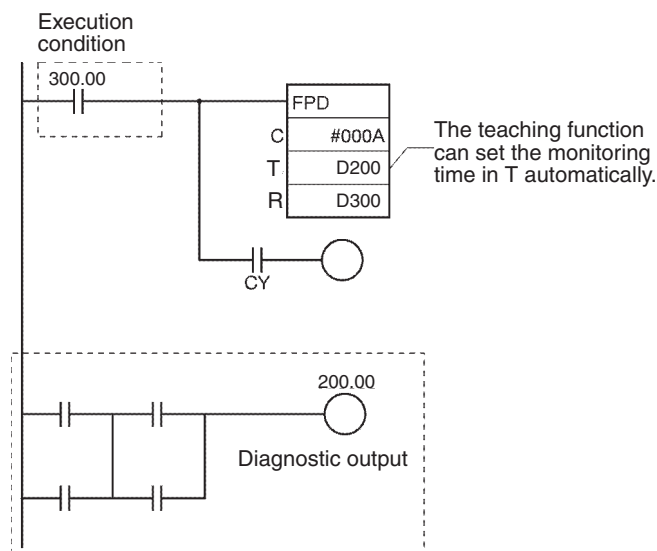 Execution
condition
300.00
FPD
C #000A
T D200
R D300
The teaching function
can set the monitoring
time in T automatically.
CY
200.00
Diagnostic output